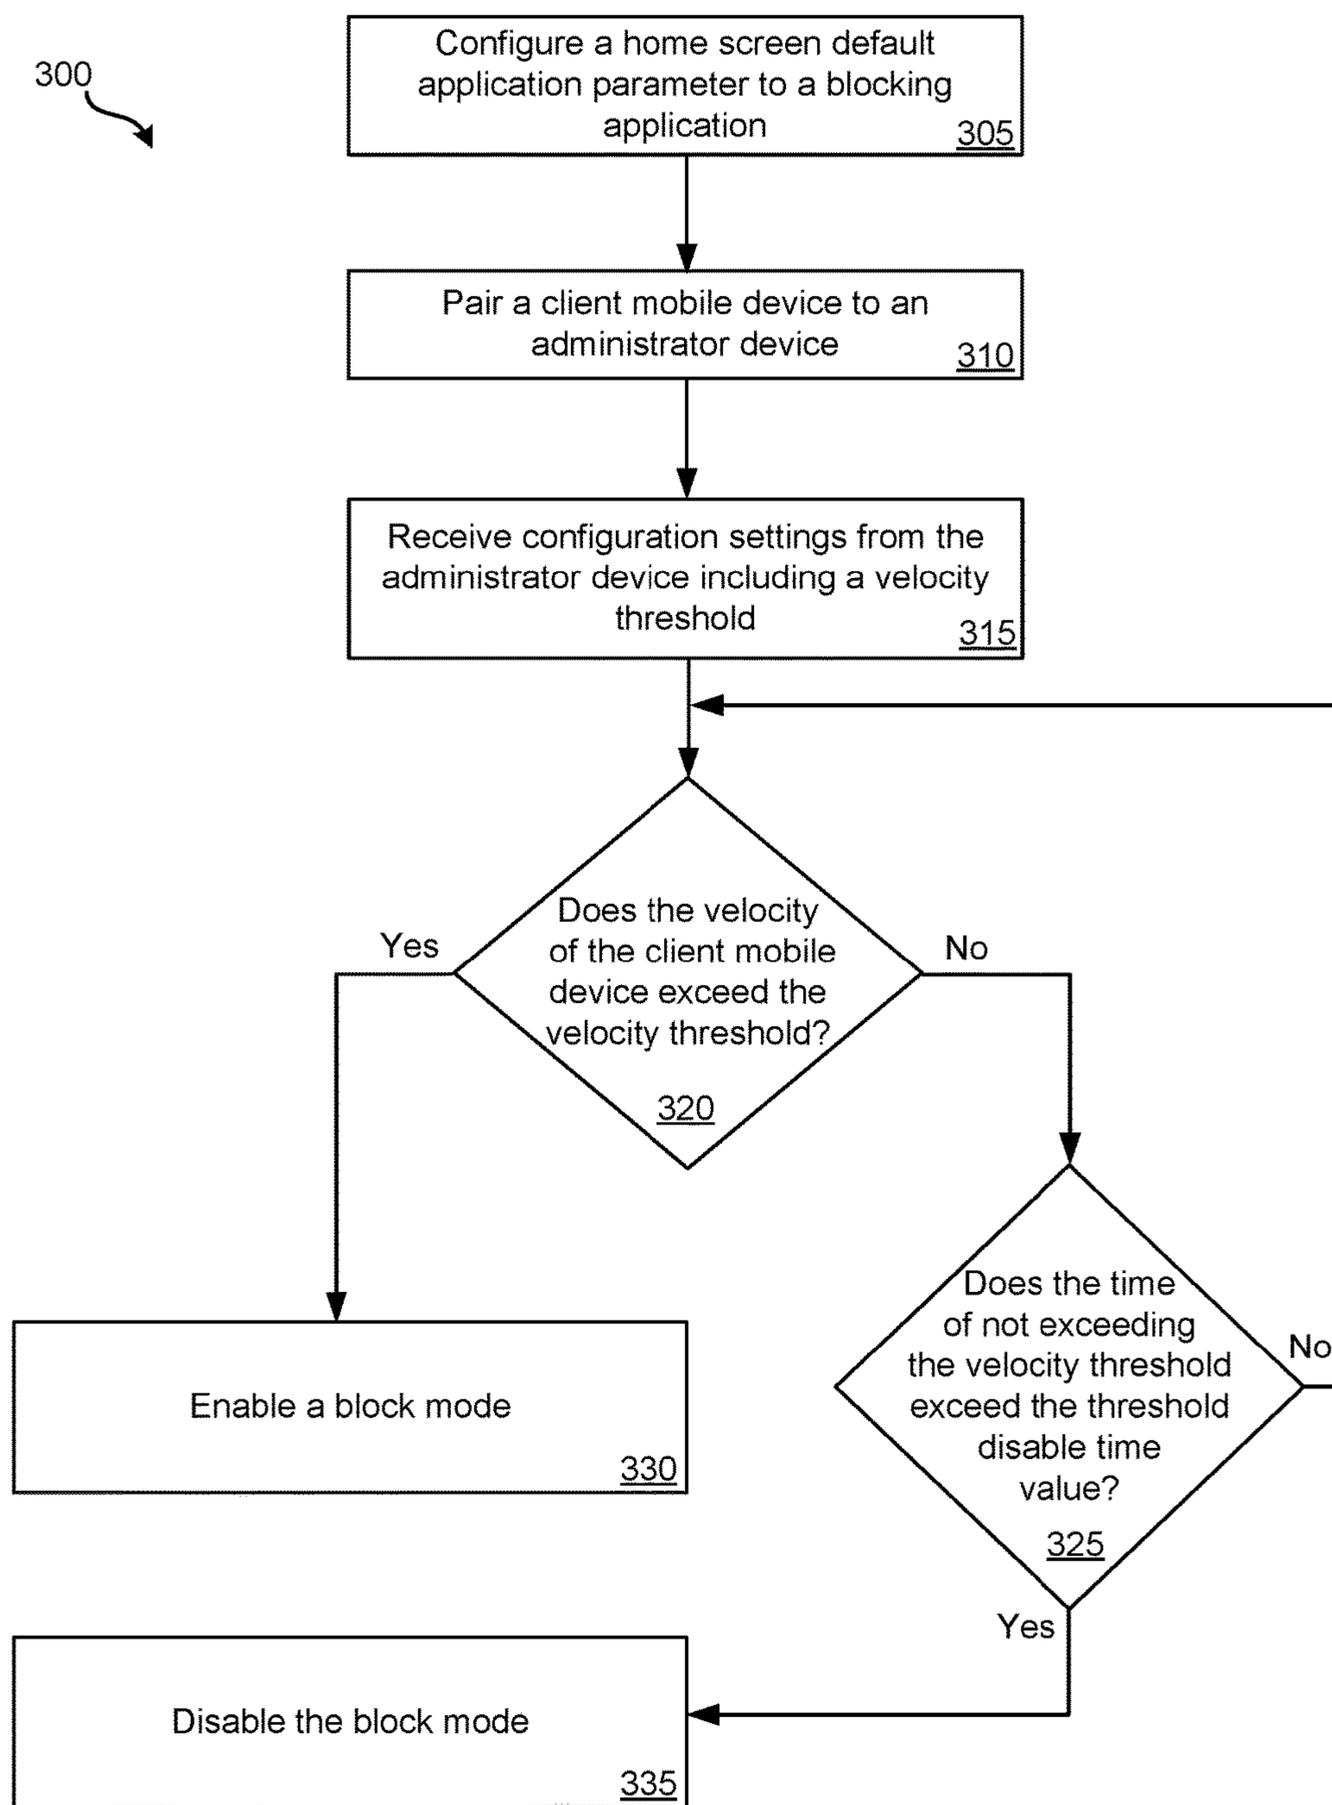 Configure a home screen default
application parameter to a blocking
application
305
300
Pair a client mobile device to an
administrator device
310
Receive configuration settings from the
administrator device including a velocity
threshold
315
Does the velocity
of the client mobile
device exceed the
velocity threshold?
320
Yes
No
Does the time
of not exceeding
the velocity threshold
exceed the threshold
disable time
value?
325
No
Yes
Enable a block mode
330
Disable the block mode
335